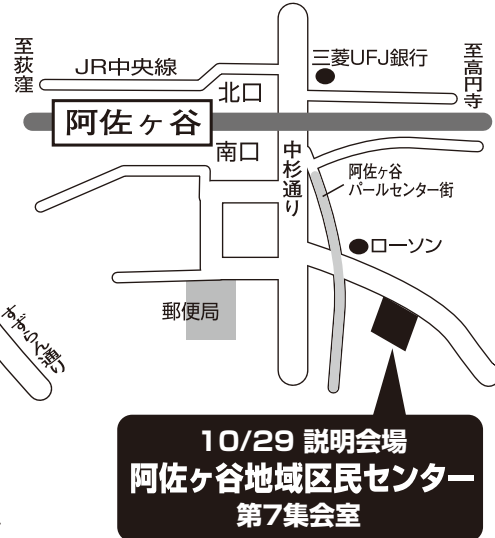 至荻窪
JR中央線
三菱UFJ銀行
至高円寺
北口
阿佐ヶ谷
南口
中杉通り
阿佐ヶ谷
パールセンター街
ローソン
郵便局
すずらん通り
10/29 説明会場
阿佐ヶ谷地域区民センター
第7集会室